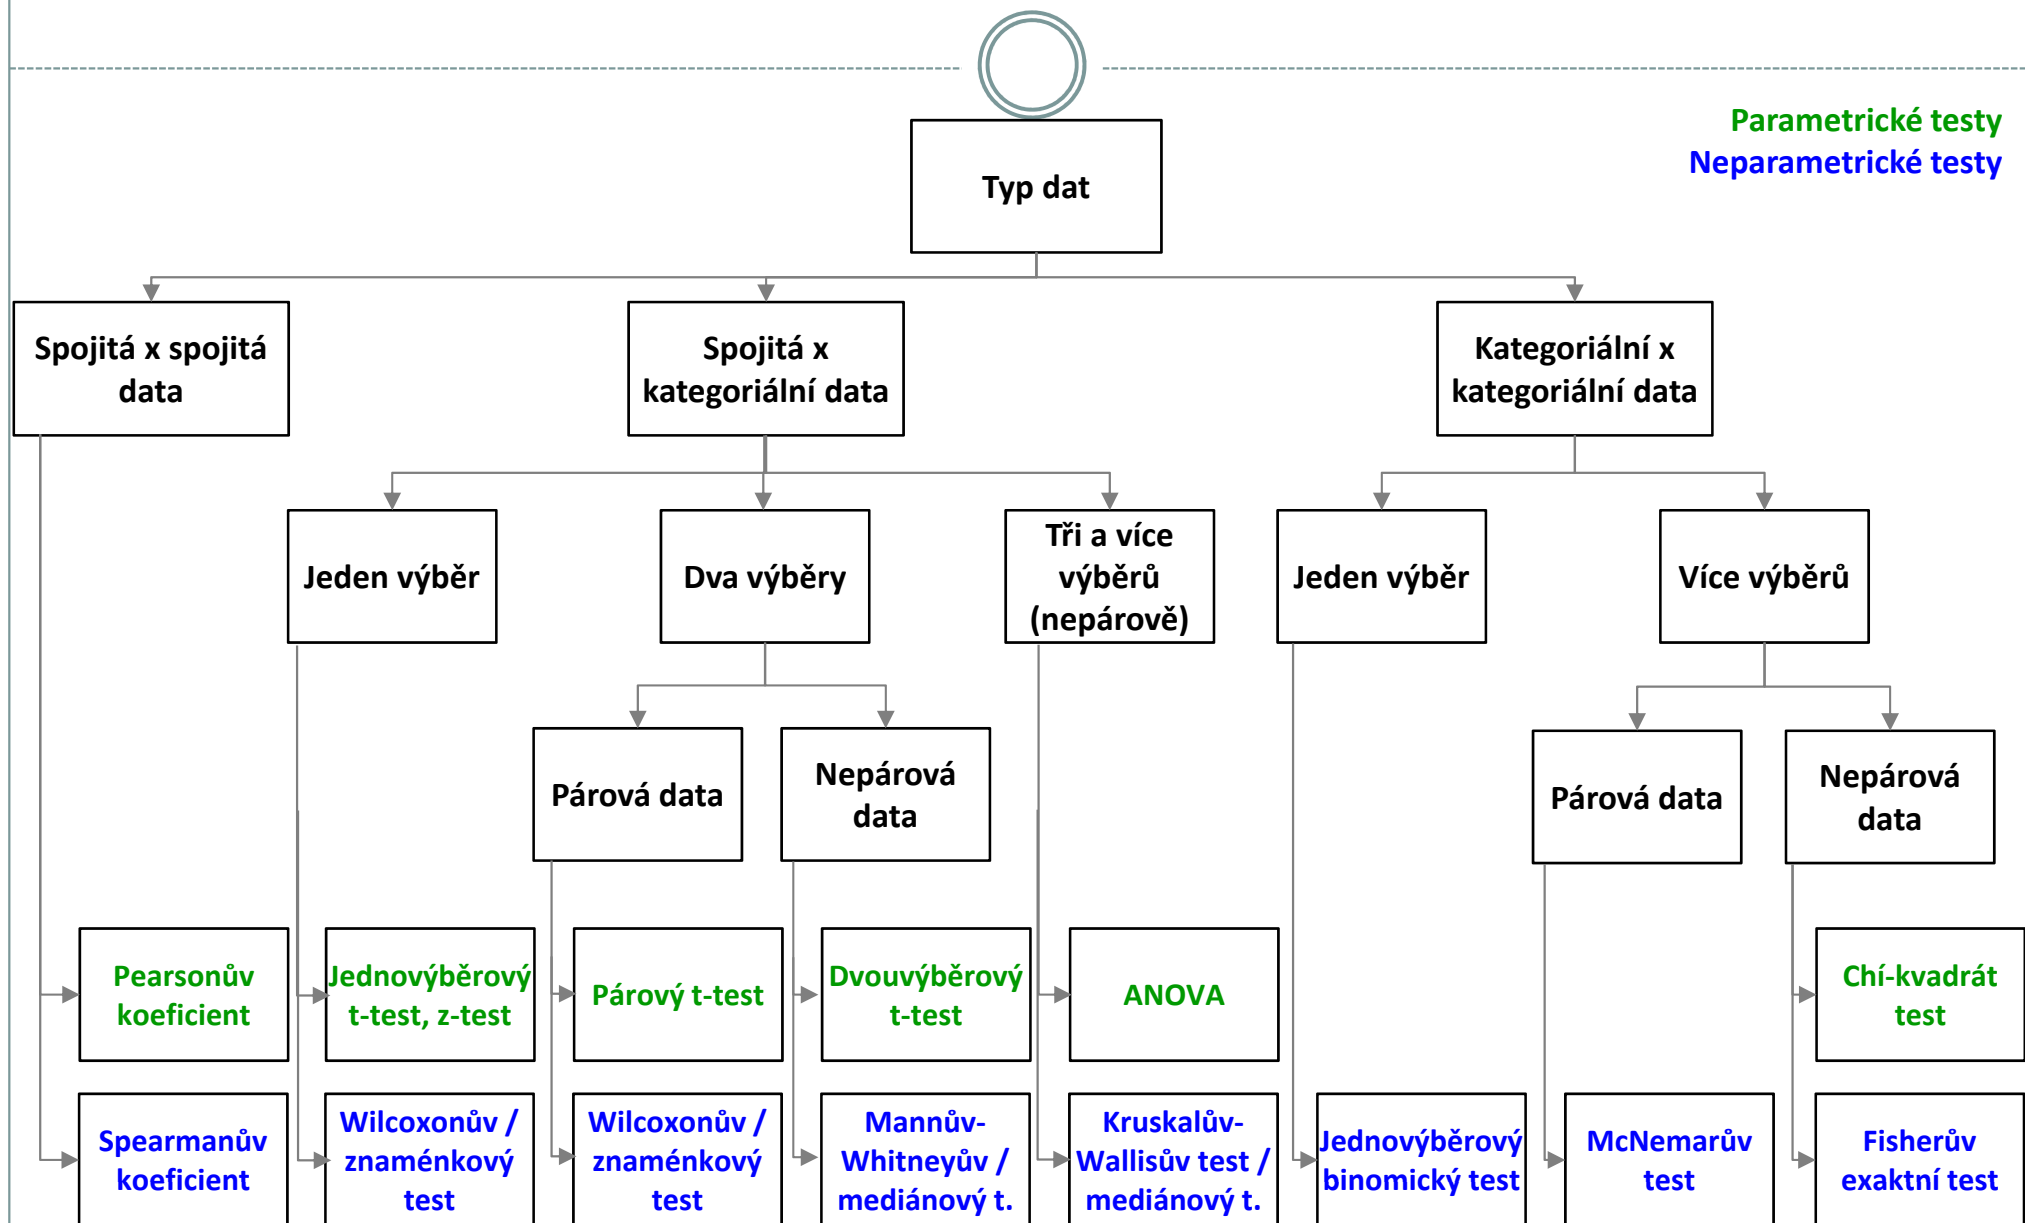 Parametrické testy
Neparametrické testy
Typ dat
Spojitá x spojitá
data
Spojitá x
kategoriální data
Kategoriální x
kategoriální data
Jeden výběr
Dva výběry
Tři a více
výběrů
(nepárově)
Jeden výběr
Více výběrů
Párová data
Nepárová
data
Párová data
Nepárová
data
Pearsonův
koeficient
Jednovýběrový
t-test, z-test
Párový t-test
Dvouvýběrový
t-test
ANOVA
Chí-kvadrát
test
Spearmanův
koeficient
Wilcoxonův /
znaménkový
test
Wilcoxonův /
znaménkový
test
Mannův-
Whitneyův /
mediánový t.
Kruskalův-
Wallisův test /
mediánový t.
Jednovýběrový
binomický test
McNemarův
test
Fisherův
exaktní test